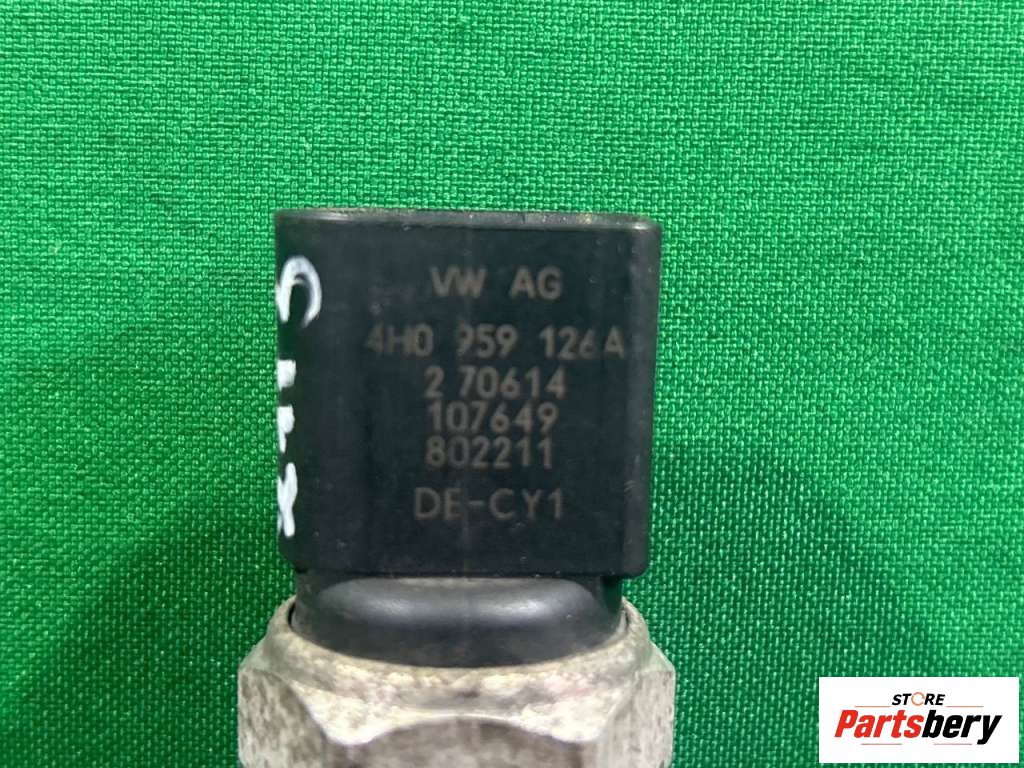 VW AG
4H0 959 126A
2 70614
107649
802211
DE-CY1
STORE
Partsbery